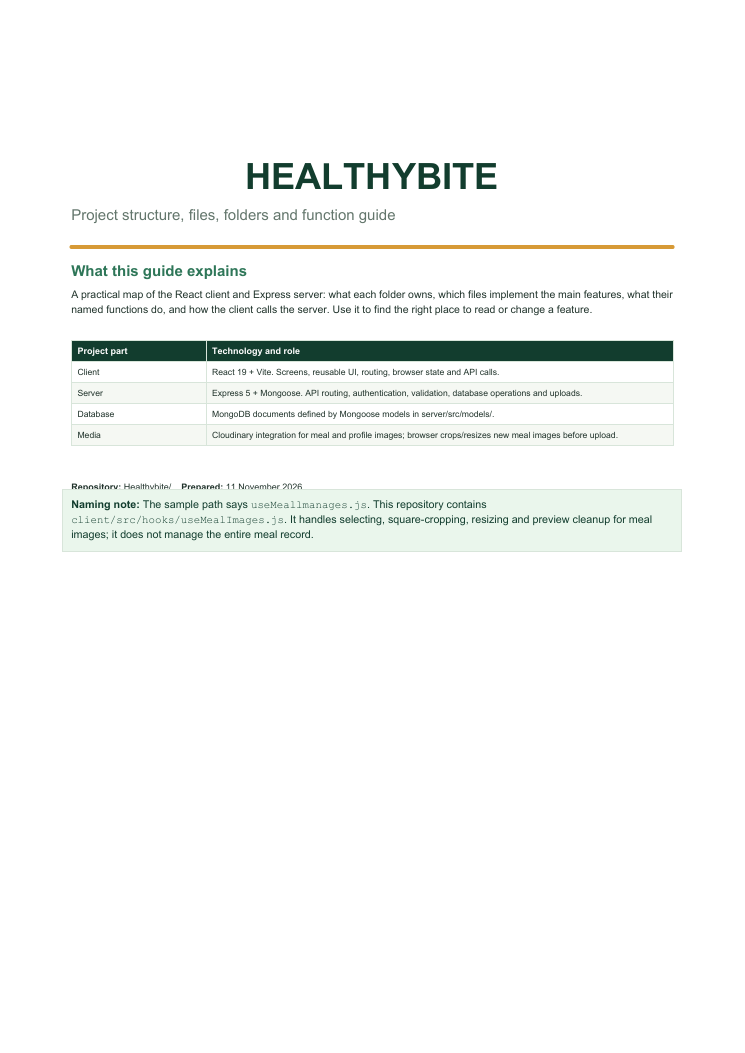 HEALTHYBITE
Project structure, files, folders and function guide
What this guide explains
A practical map of the React client and Express server: what each folder owns, which files implement the main features, what their
named functions do, and how the client calls the server. Use it to find the right place to read or change a feature.
Project part Technology and role
Client React 19 + Vite. Screens, reusable UI, routing, browser state and API calls.
Server Express 5 + Mongoose. API routing, authentication, validation, database operations and uploads.
Database MongoDB documents defined by Mongoose models in server/src/models/.
Media Cloudinary integration for meal and profile images; browser crops/resizes new meal images before upload.
Repository: Healthybite/ Prepared: 11 November 2026
Naming note: The sample path says useMeallmanages.js. This repository contains
client/src/hooks/useMealImages.js. It handles selecting, square-cropping, resizing and preview cleanup for meal
images; it does not manage the entire meal record.